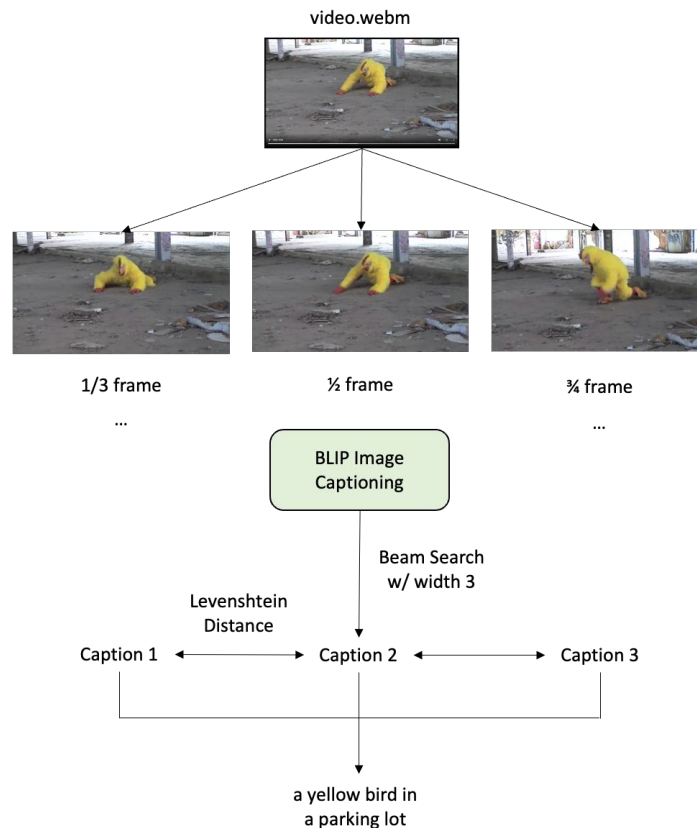 video.webm
1/3 frame
½ frame
¾ frame
...
...
BLIP Image
Captioning
Beam Search
w/ width 3
Levenshtein
Distance
Caption 1
Caption 2
Caption 3
a yellow bird in
a parking lot